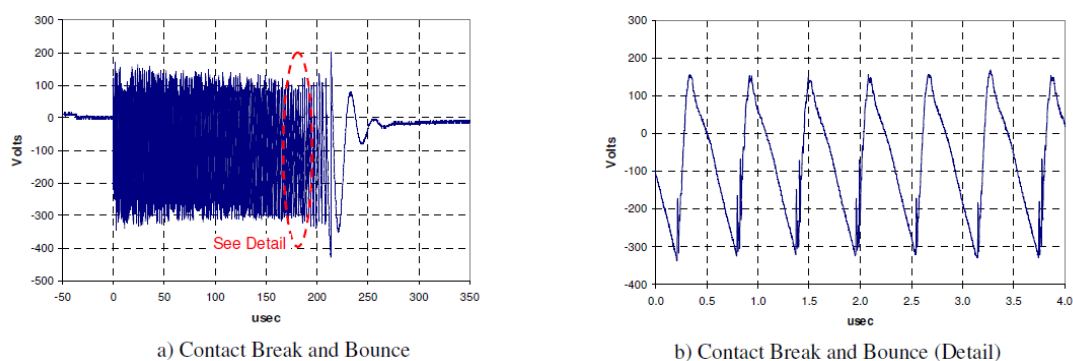 300
200
100
0
-100
-200
-300
-400
-500
Volts
-50 0 50 100 150 200 250 300 350
usec
See Detail
a) Contact Break and Bounce
300
200
100
0
-100
-200
-300
-400
Volts
0.0 0.5 1.0 1.5 2.0 2.5 3.0 3.5 4.0
usec
b) Contact Break and Bounce (Detail)